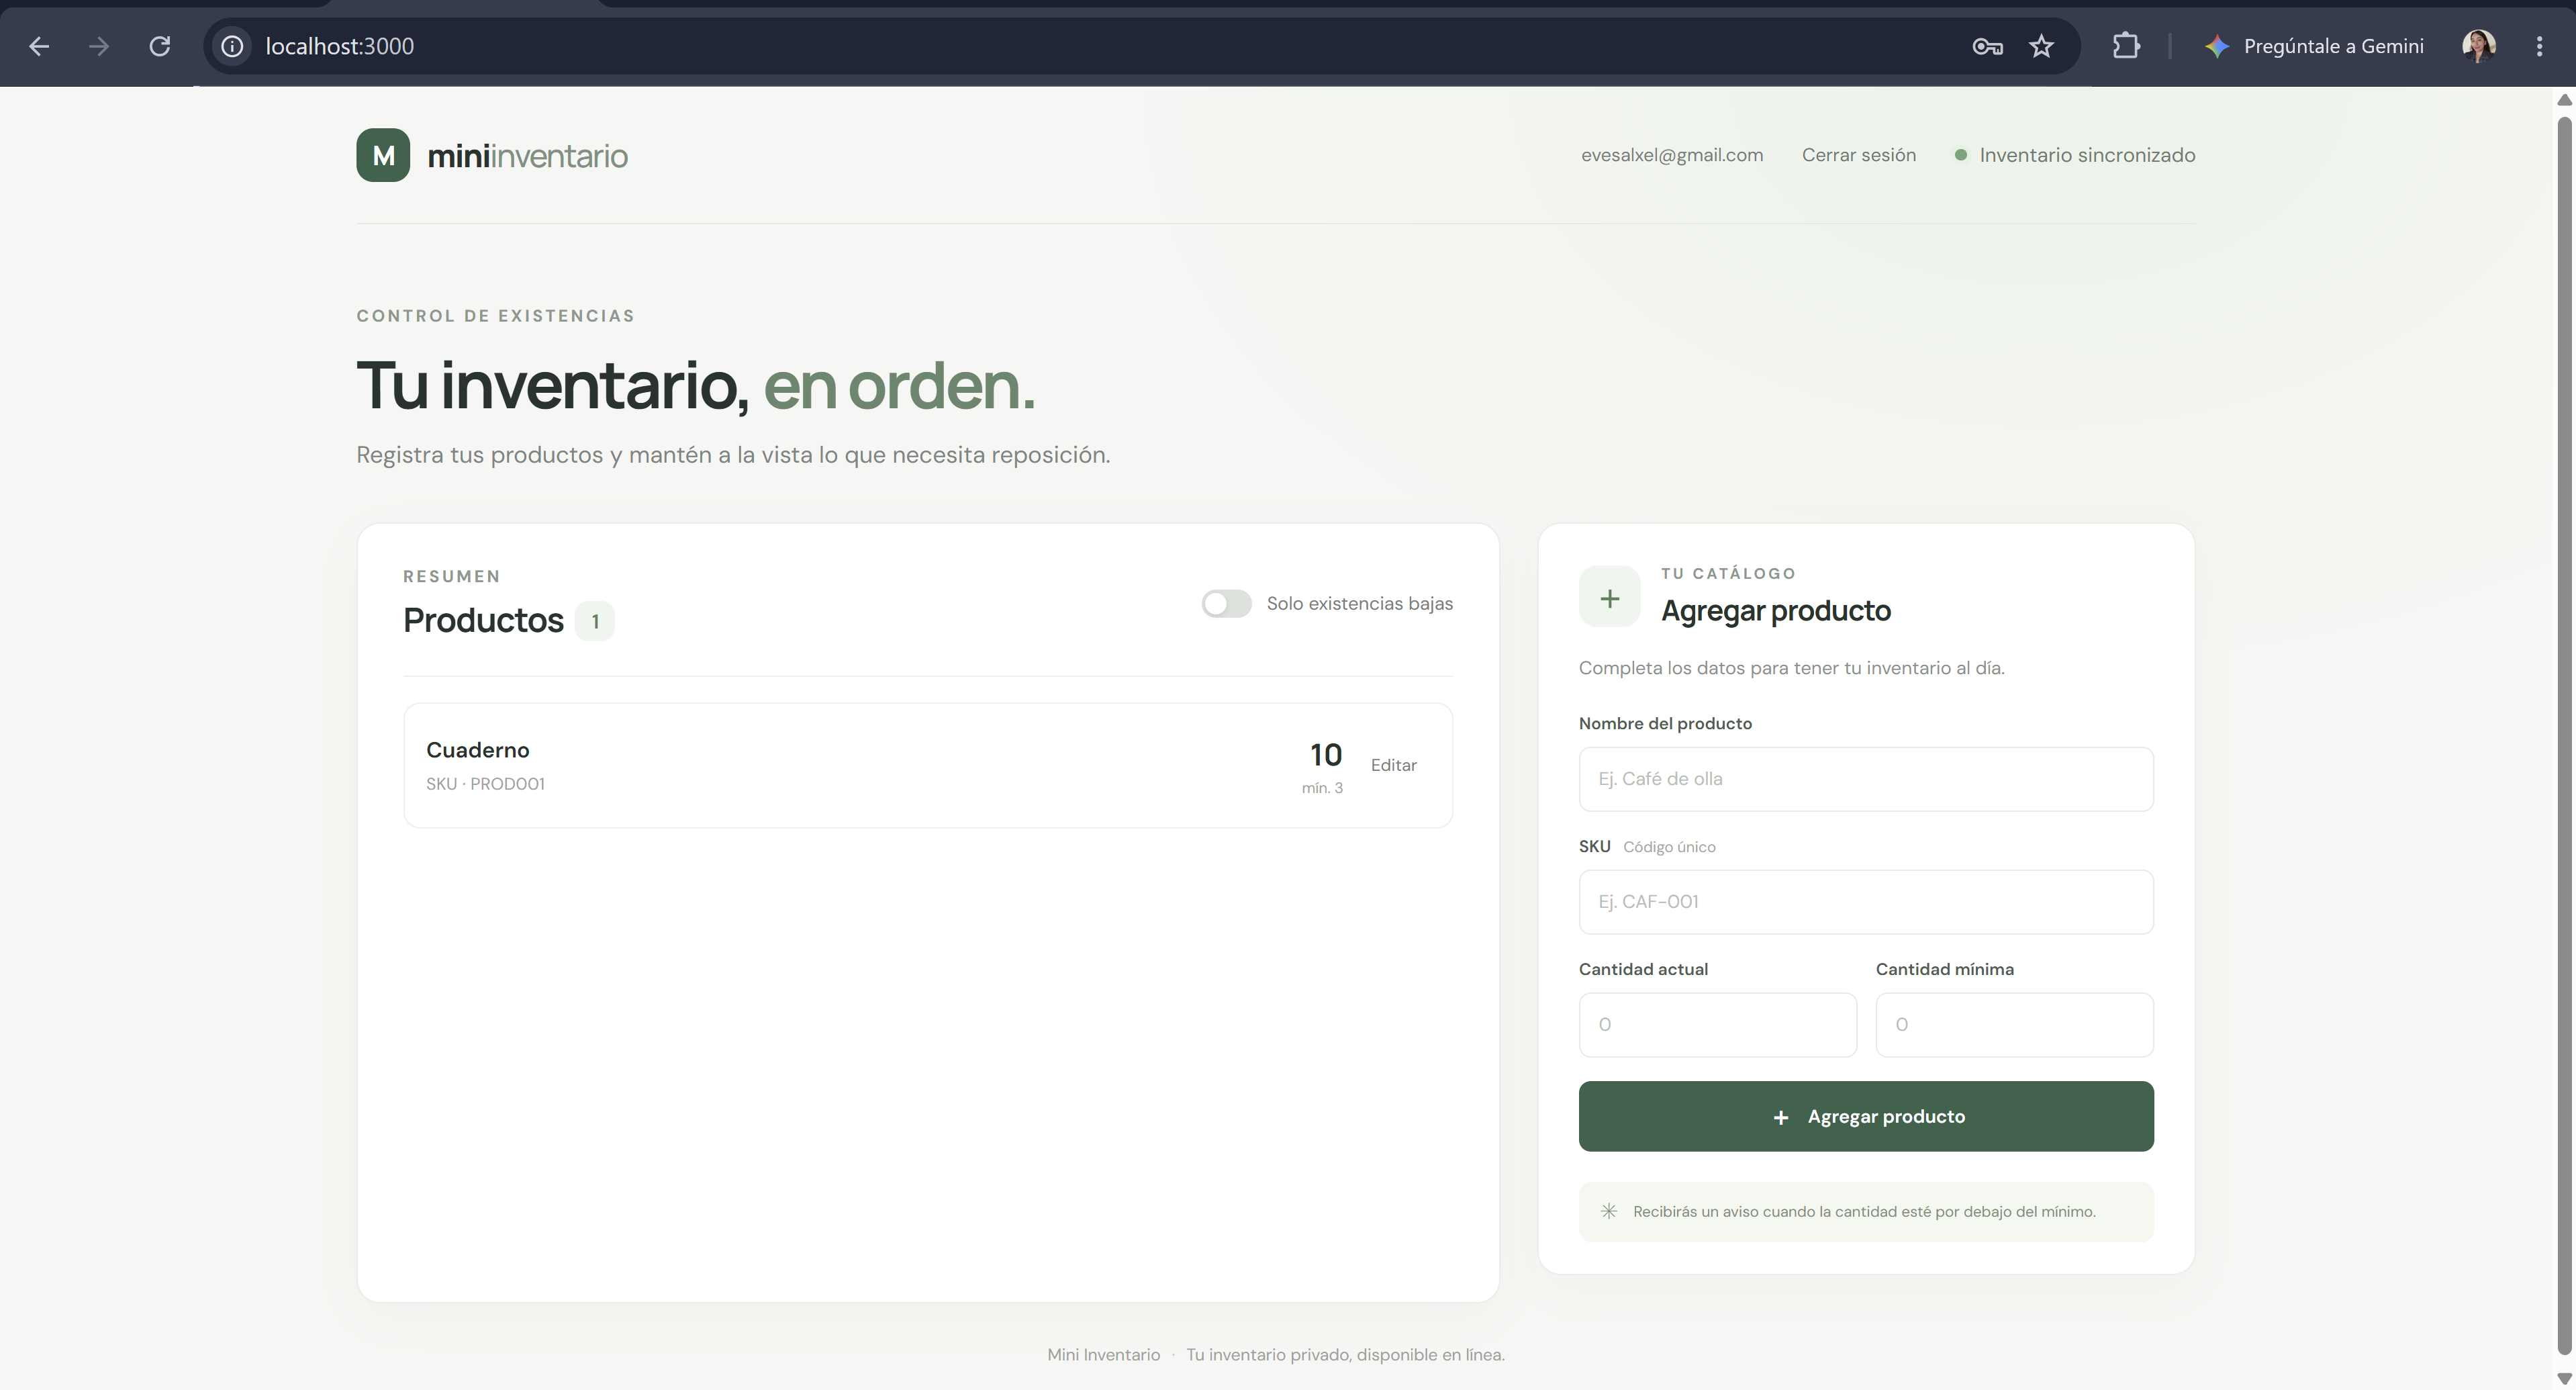 localhost:3000
Pregúntale a Gemini
M
miniinventario
evesalxel@gmail.com
Cerrar sesión
Inventario sincronizado
CONTROL DE EXISTENCIAS
Tu inventario, en orden.
Registra tus productos y mantén a la vista lo que necesita reposición.
RESUMEN
Productos 1
Solo existencias bajas
Cuaderno
SKU · PROD001
10
mín. 3
Editar
+
TU CATÁLOGO
Agregar producto
Completa los datos para tener tu inventario al día.
Nombre del producto
Ej. Café de olla
SKU Código único
Ej. CAF-001
Cantidad actual
Cantidad mínima
0
0
+ Agregar producto
Recibirás un aviso cuando la cantidad esté por debajo del mínimo.
Mini Inventario · Tu inventario privado, disponible en línea.